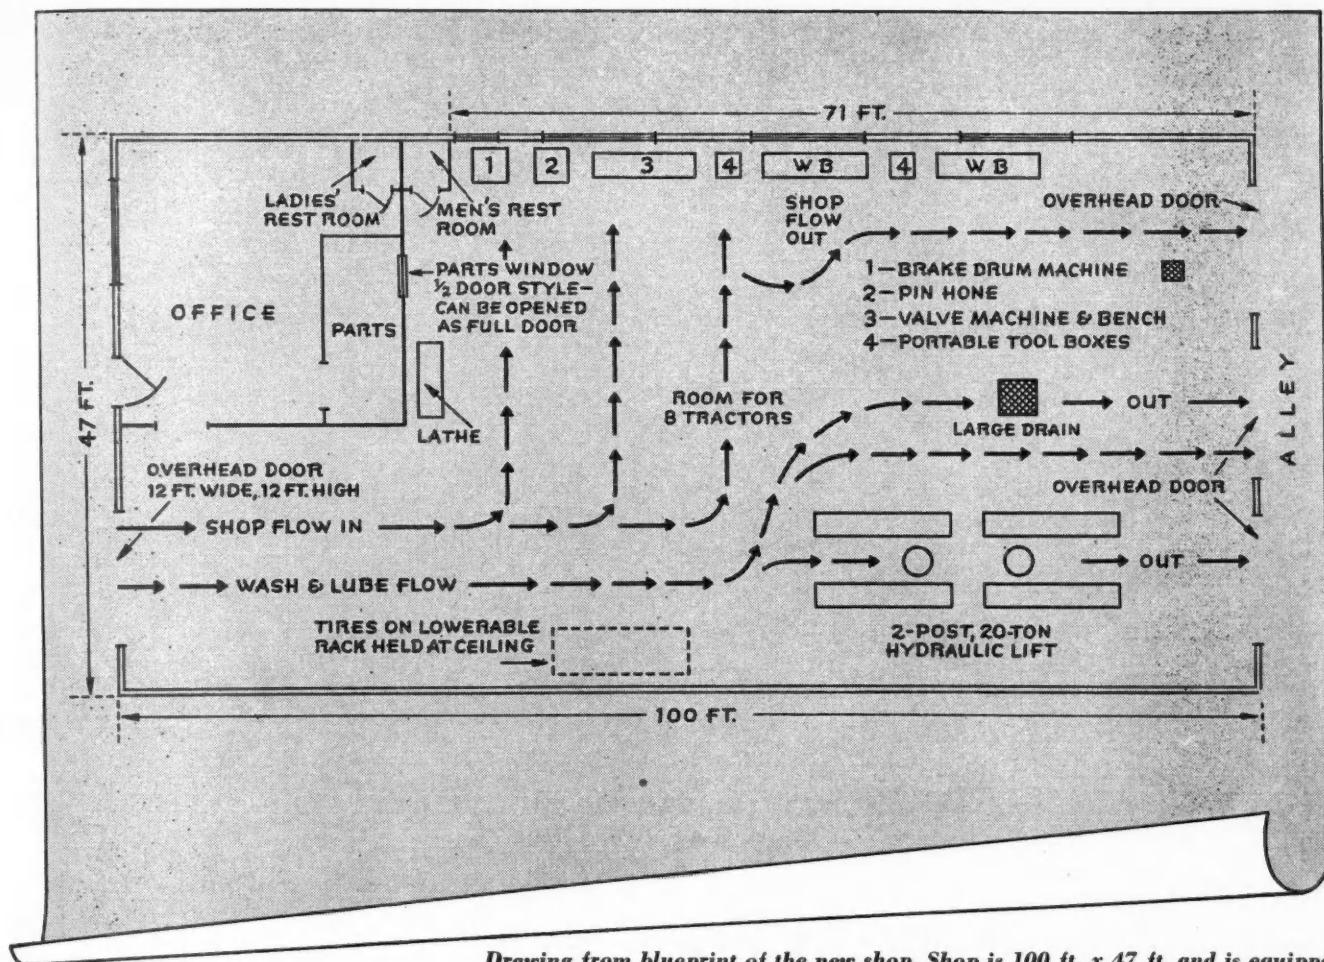 71 FT.
1
2
3
4
WB
4
WB
LADIES'
REST ROOM
MEN'S REST
ROOM
SHOP
FLOW
OUT
OVERHEAD DOOR
PARTS WINDOW
½ DOOR STYLE—
CAN BE OPENED
AS FULL DOOR
1—BRAKE DRUM MACHINE
2—PIN HONE
3—VALVE MACHINE & BENCH
4—PORTABLE TOOL BOXES
OFFICE
PARTS
47 FT.
ALLEY
ROOM FOR
8 TRACTORS
OUT
LARGE DRAIN
LATHE
OVERHEAD DOOR
12 FT. WIDE, 12 FT. HIGH
OVERHEAD DOOR
SHOP FLOW IN
WASH & LUBE FLOW
OUT
TIRES ON LOWERABLE
RACK HELD AT CEILING
2-POST, 20-TON
HYDRAULIC LIFT
100 FT.
Drawing from blueprint of the new shop. Shop is 100 ft. x 47 ft. and is equipped